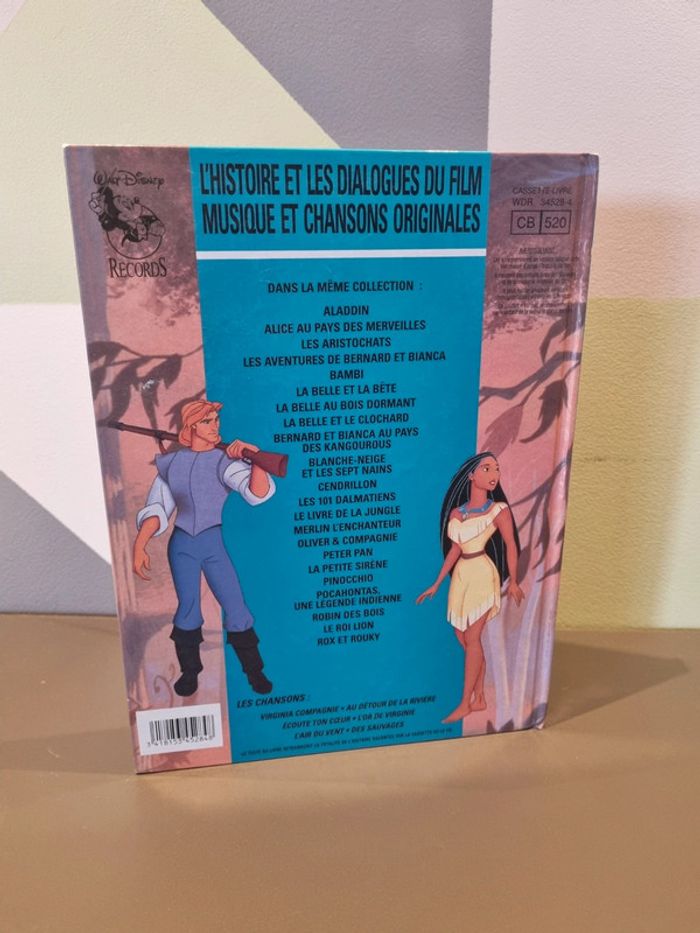 WALT DISNEY
RECORDS
L'HISTOIRE ET LES DIALOGUES DU FILM
MUSIQUE ET CHANSONS ORIGINALES
CASSETTE-LIVRE
WDR 34528-4
CB 520
DANS LA MÊME COLLECTION :
ALADDIN
ALICE AU PAYS DES MERVEILLES
LES ARISTOCHATS
LES AVENTURES DE BERNARD ET BIANCA
BAMBI
LA BELLE ET LA BÊTE
LA BELLE AU BOIS DORMANT
LA BELLE ET LE CLOCHARD
BERNARD ET BIANCA AU PAYS
DES KANGOUROUS
BLANCHE-NEIGE
ET LES SEPT NAINS
CENDRILLON
LES 101 DALMATIENS
LE LIVRE DE LA JUNGLE
MERLIN L'ENCHANTEUR
OLIVER & COMPAGNIE
PETER PAN
LA PETITE SIRÈNE
PINOCCHIO
POCAHONTAS,
UNE LÉGENDE INDIENNE
ROBIN DES BOIS
LE ROI LION
ROX ET ROUKY
LES CHANSONS :
VIRGINIA COMPAGNIE • AU DÉTOUR DE LA RIVIÈRE
ÉCOUTE TON CŒUR • L'OR DE VIRGINIE
L'AIR DU VENT • DES SAUVAGES
3 418155 452848